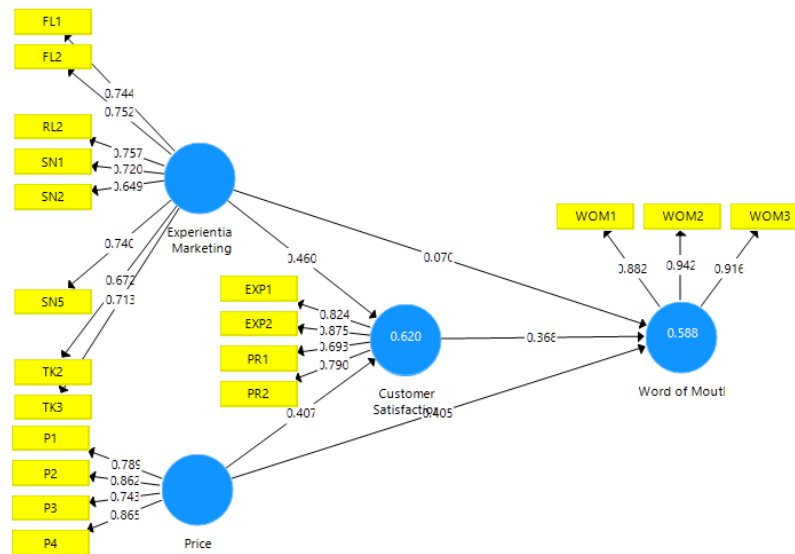 FL1
FL2
0.744
0.752
RL2
SN1
SN2
0.757
0.720
0.649
Experientia
Marketing
0.740
0.672
0.713
SN5
TK2
TK3
0.460
0.070
WOM1
WOM2
WOM3
0.882
0.942
0.916
EXP1
EXP2
PR1
PR2
0.824
0.875
0.693
0.790
0.620
Customer
Satisfaction
0.368
0.588
Word of Moutl
0.407
0.405
P1
P2
P3
P4
0.789
0.862
0.743
0.865
Price